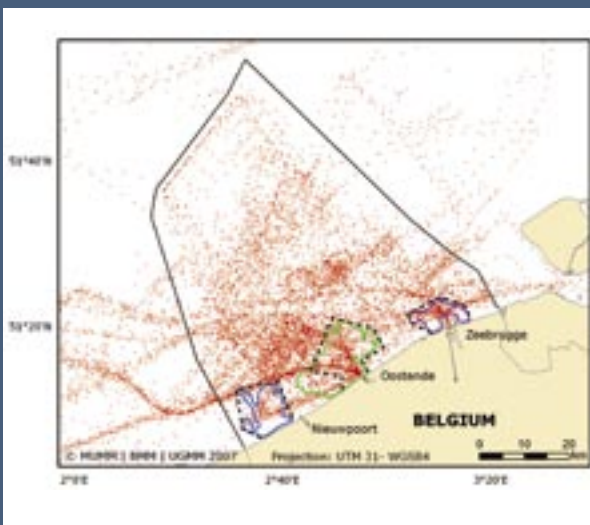 51°40'N
51°20'N
Zeebrugge
Oostende
Nieuwpoort
BELGIUM
0 10 20
km
© MUMM | BMM | UGMM 2007 Projection: UTM 31- WGS84
2°0'E 2°40'E 3°20'E